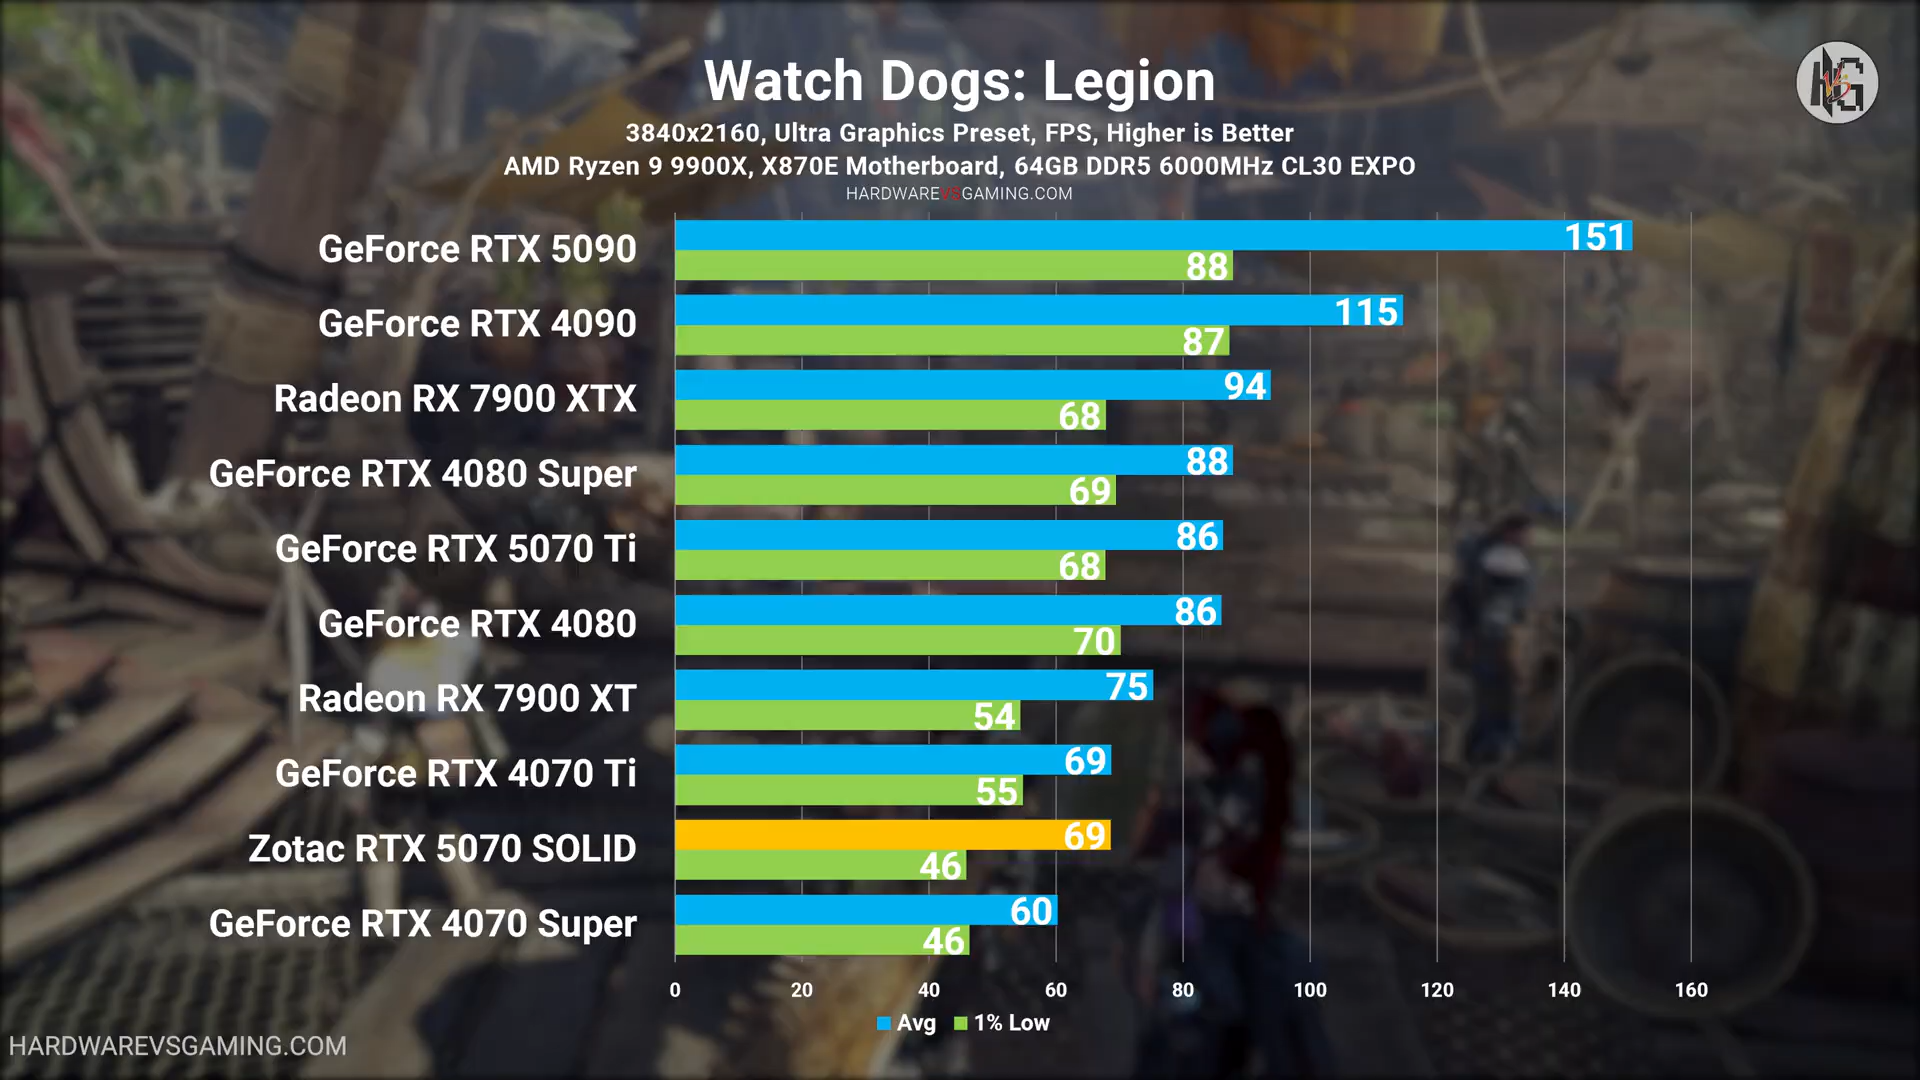 Watch Dogs: Legion
3840x2160, Ultra Graphics Preset, FPS, Higher is Better
AMD Ryzen 9 9900X, X870E Motherboard, 64GB DDR5 6000MHz CL30 EXPO
HARDWAREVSGAMING.COM
HVSG
GeForce RTX 5090
151
88
GeForce RTX 4090
115
87
Radeon RX 7900 XTX
94
68
GeForce RTX 4080 Super
88
69
GeForce RTX 5070 Ti
86
68
GeForce RTX 4080
86
70
Radeon RX 7900 XT
75
54
GeForce RTX 4070 Ti
69
55
Zotac RTX 5070 SOLID
69
46
GeForce RTX 4070 Super
60
46
0 20 40 60 80 100 120 140 160
Avg 1% Low
HARDWAREVSGAMING.COM